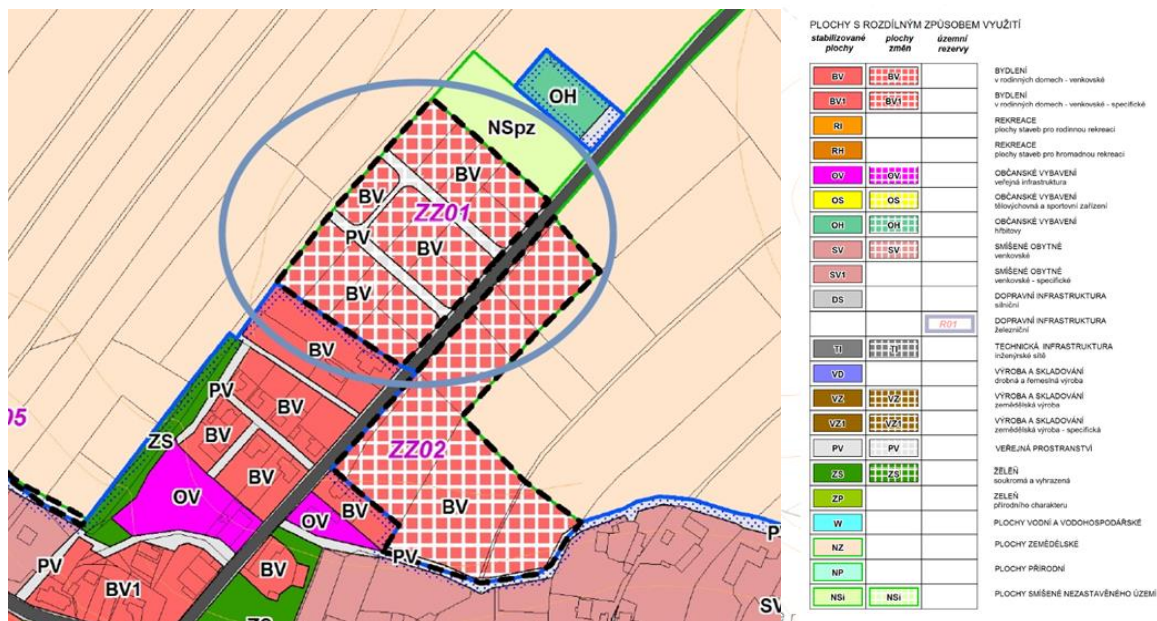 OH
NSpz
BV
BV
ZZ01
PV
BV
BV
BV
PV
BV
ZS
BV
BV
ZZ02
OV
OV
BV
BV
PV
PV
BV
BV1
SV
PLOCHY S ROZDÍLNÝM ZPŮSOBEM VYUŽITÍ
stabilizované plochy změn územní
plochy změn rezervy
BV BV BYDLENÍ
v rodinných domech - venkovské
BV1 BV1 BYDLENÍ
v rodinných domech - venkovské - specifické
RI REKREACE
plochy staveb pro rodinnou rekreaci
RH REKREACE
plochy staveb pro hromadnou rekreaci
OV OV OBČANSKÉ VYBAVENÍ
veřejná infrastruktura
OS OS OBČANSKÉ VYBAVENÍ
tělovýchovná a sportovní zařízení
OH OH OBČANSKÉ VYBAVENÍ
hřbitovy
SV SV SMÍŠENÉ OBYTNÉ
venkovské
SV1 SMÍŠENÉ OBYTNÉ
venkovské - specifické
DS DOPRAVNÍ INFRASTRUKTURA
silniční
R01 DOPRAVNÍ INFRASTRUKTURA
železniční
TI TI TECHNICKÁ INFRASTRUKTURA
inženýrské sítě
VD VÝROBA A SKLADOVÁNÍ
drobná a řemeslná výroba
VZ VZ VÝROBA A SKLADOVÁNÍ
zemědělská výroba
VZ1 VZ1 VÝROBA A SKLADOVÁNÍ
zemědělská výroba - specifická
PV PV VEŘEJNÁ PROSTRANSTVÍ
ZS ZS ZELEŇ
soukromá a vyhrazená
ZP ZELEŇ
přírodního charakteru
W PLOCHY VODNÍ A VODOHOSPODÁŘSKÉ
NZ PLOCHY ZEMĚDĚLSKÉ
NP PLOCHY PŘÍRODNÍ
NSi NSi PLOCHY SMÍŠENÉ NEZASTAVĚNÉHO ÚZEMÍ